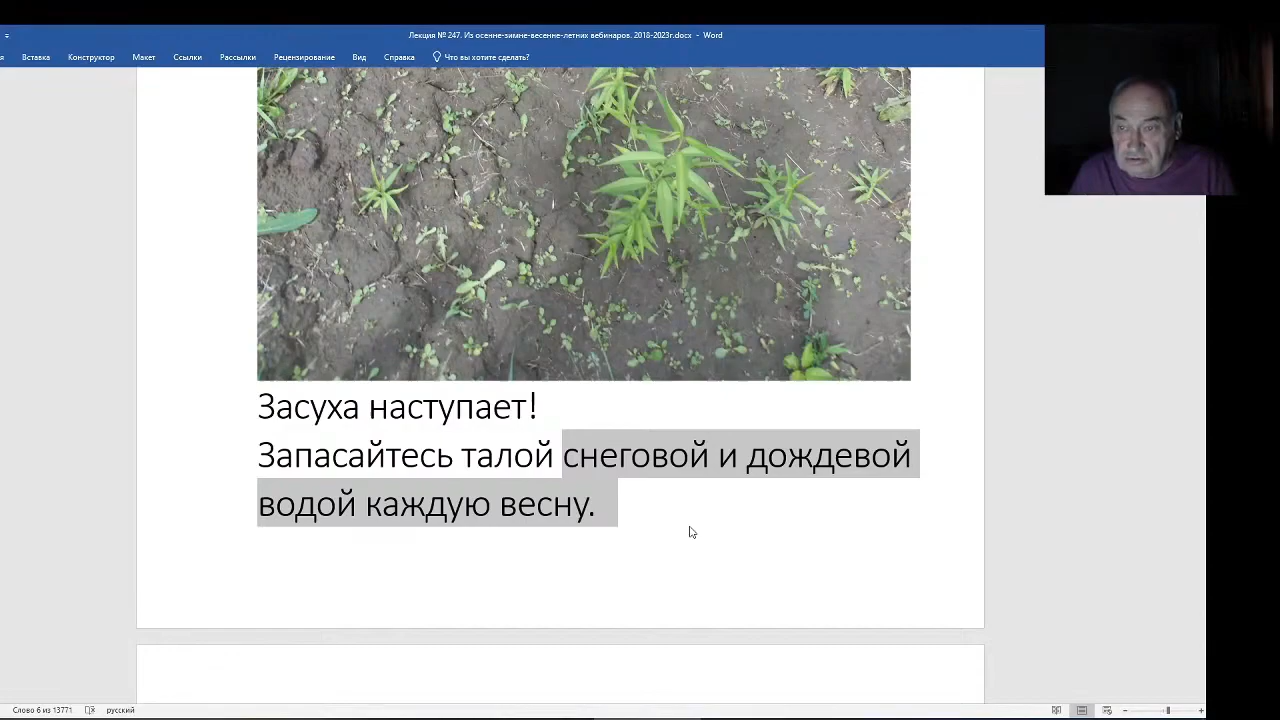 Лекция № 247. Из осенне-зимне-весенне-летних вебинаров. 2018-2023г.docx - Word
я Вставка Конструктор Макет Ссылки Рассылки Рецензирование Вид Справка Что вы хотите сделать?
Засуха наступает!
Запасайтесь талой снеговой и дождевой
водой каждую весну.
Слово 6 из 13771 русский